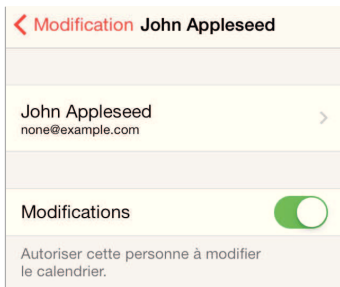 Modification John Appleseed
John Appleseed
none@example.com
Modifications
Autoriser cette personne à modifier
le calendrier.